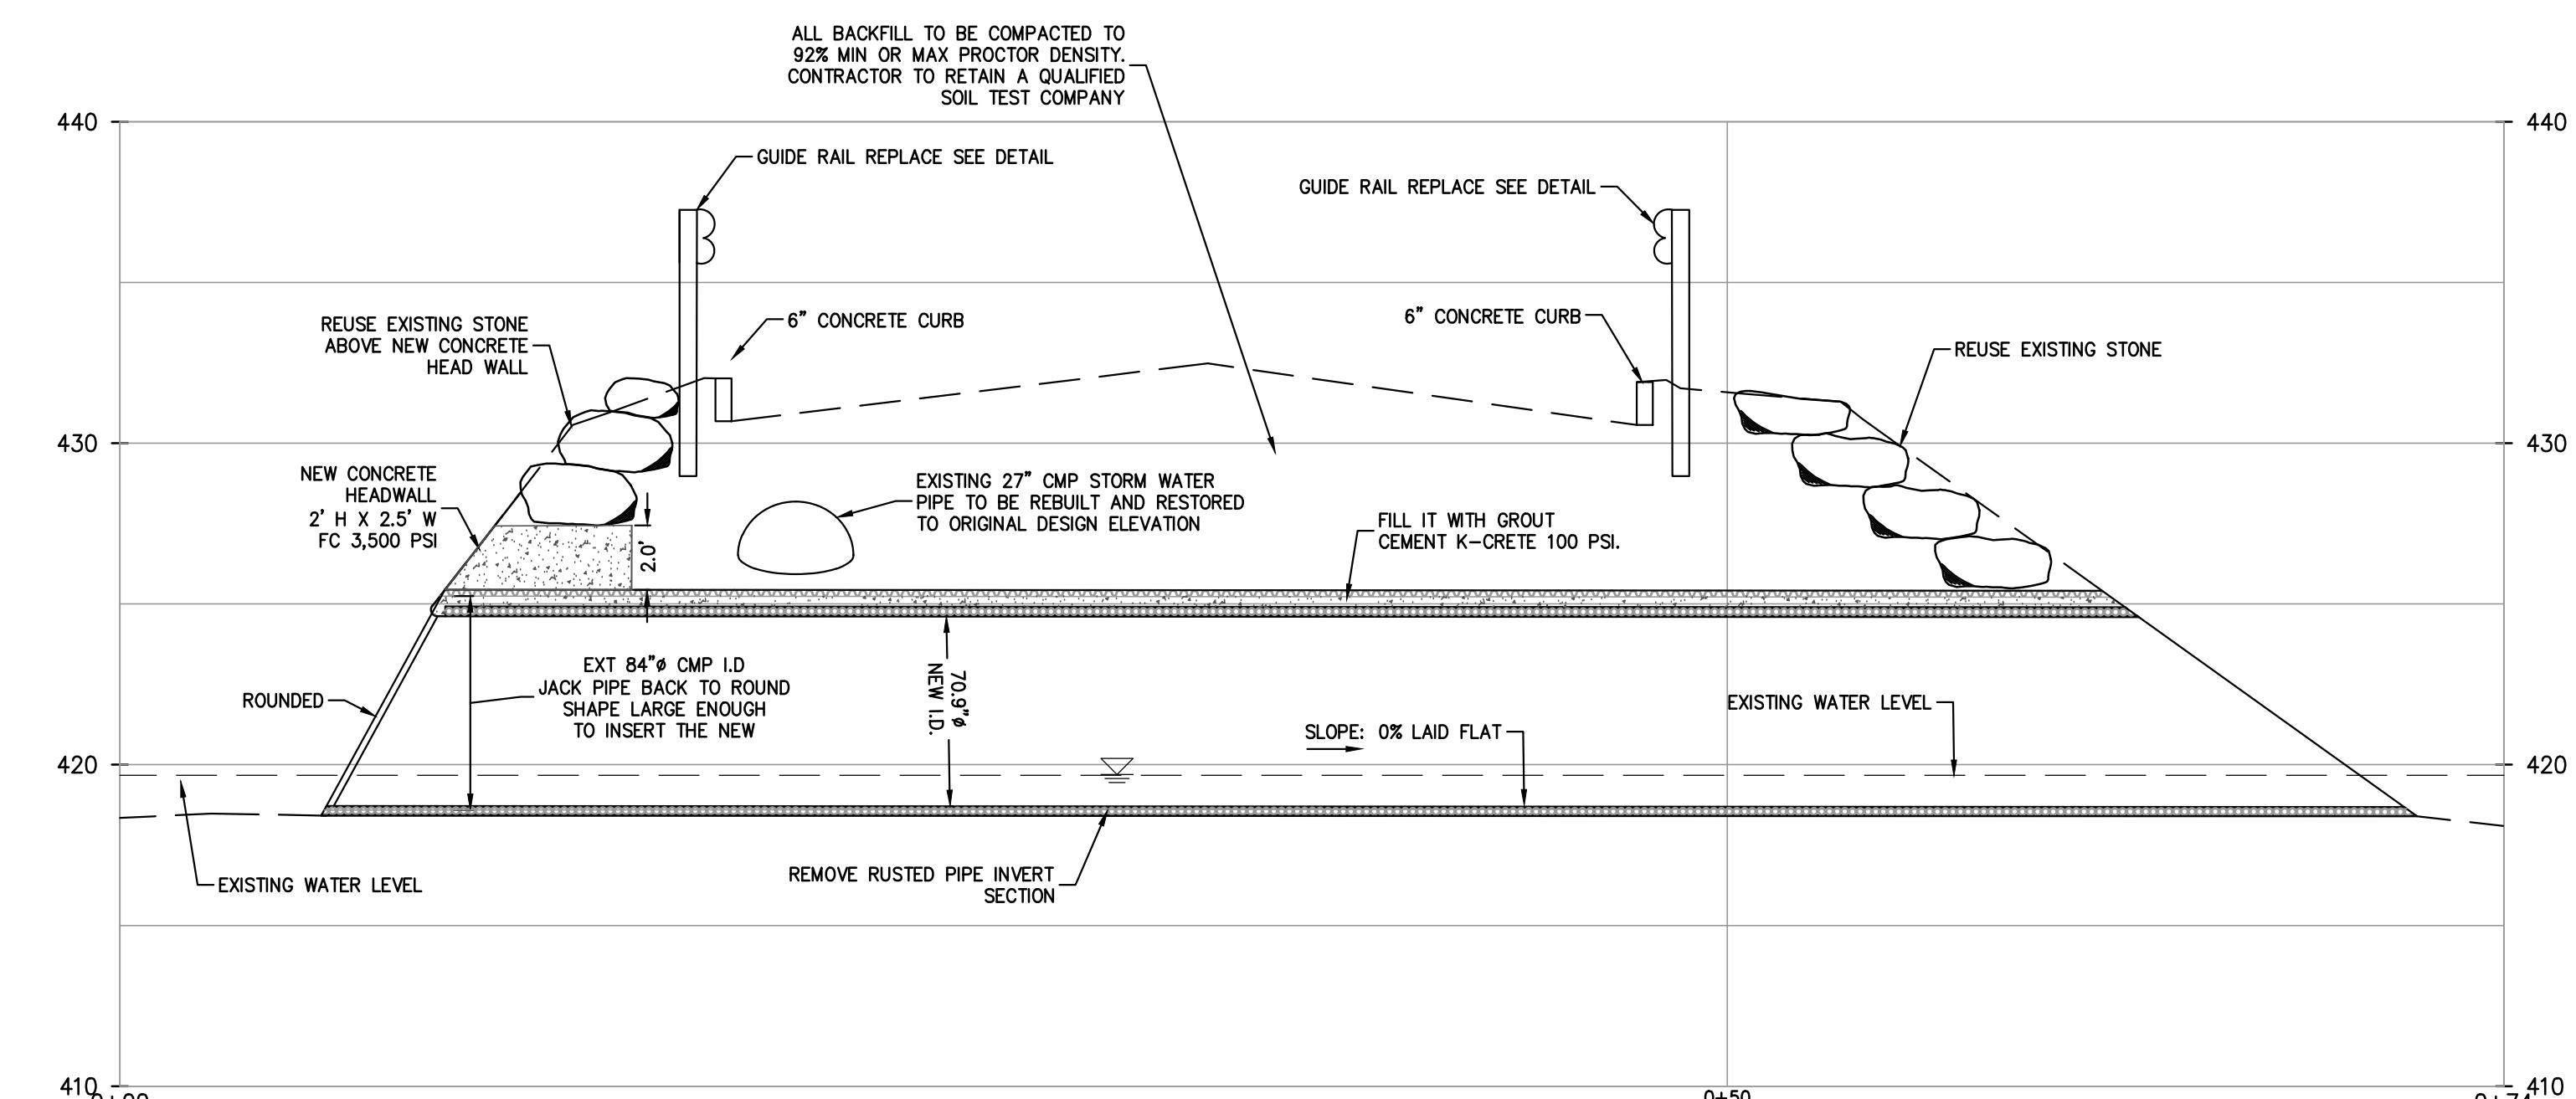 ALL BACKFILL TO BE COMPACTED TO
92% MIN OR MAX PROCTOR DENSITY.
CONTRACTOR TO RETAIN A QUALIFIED
SOIL TEST COMPANY
440
440
GUIDE RAIL REPLACE SEE DETAIL
GUIDE RAIL REPLACE SEE DETAIL
REUSE EXISTING STONE
ABOVE NEW CONCRETE
HEAD WALL
6" CONCRETE CURB
6" CONCRETE CURB
REUSE EXISTING STONE
430
430
NEW CONCRETE
HEADWALL
2' H X 2.5' W
FC 3,500 PSI
2.0'
EXISTING 27" CMP STORM WATER
PIPE TO BE REBUILT AND RESTORED
TO ORIGINAL DESIGN ELEVATION
FILL IT WITH GROUT
CEMENT K-CRETE 100 PSI.
ROUNDED
EXT 84"ø CMP I.D
JACK PIPE BACK TO ROUND
SHAPE LARGE ENOUGH
TO INSERT THE NEW
70.9"ø
NEW I.D.
SLOPE: 0% LAID FLAT
EXISTING WATER LEVEL
420
420
EXISTING WATER LEVEL
REMOVE RUSTED PIPE INVERT
SECTION
410
410
0+00
0+50
0+74